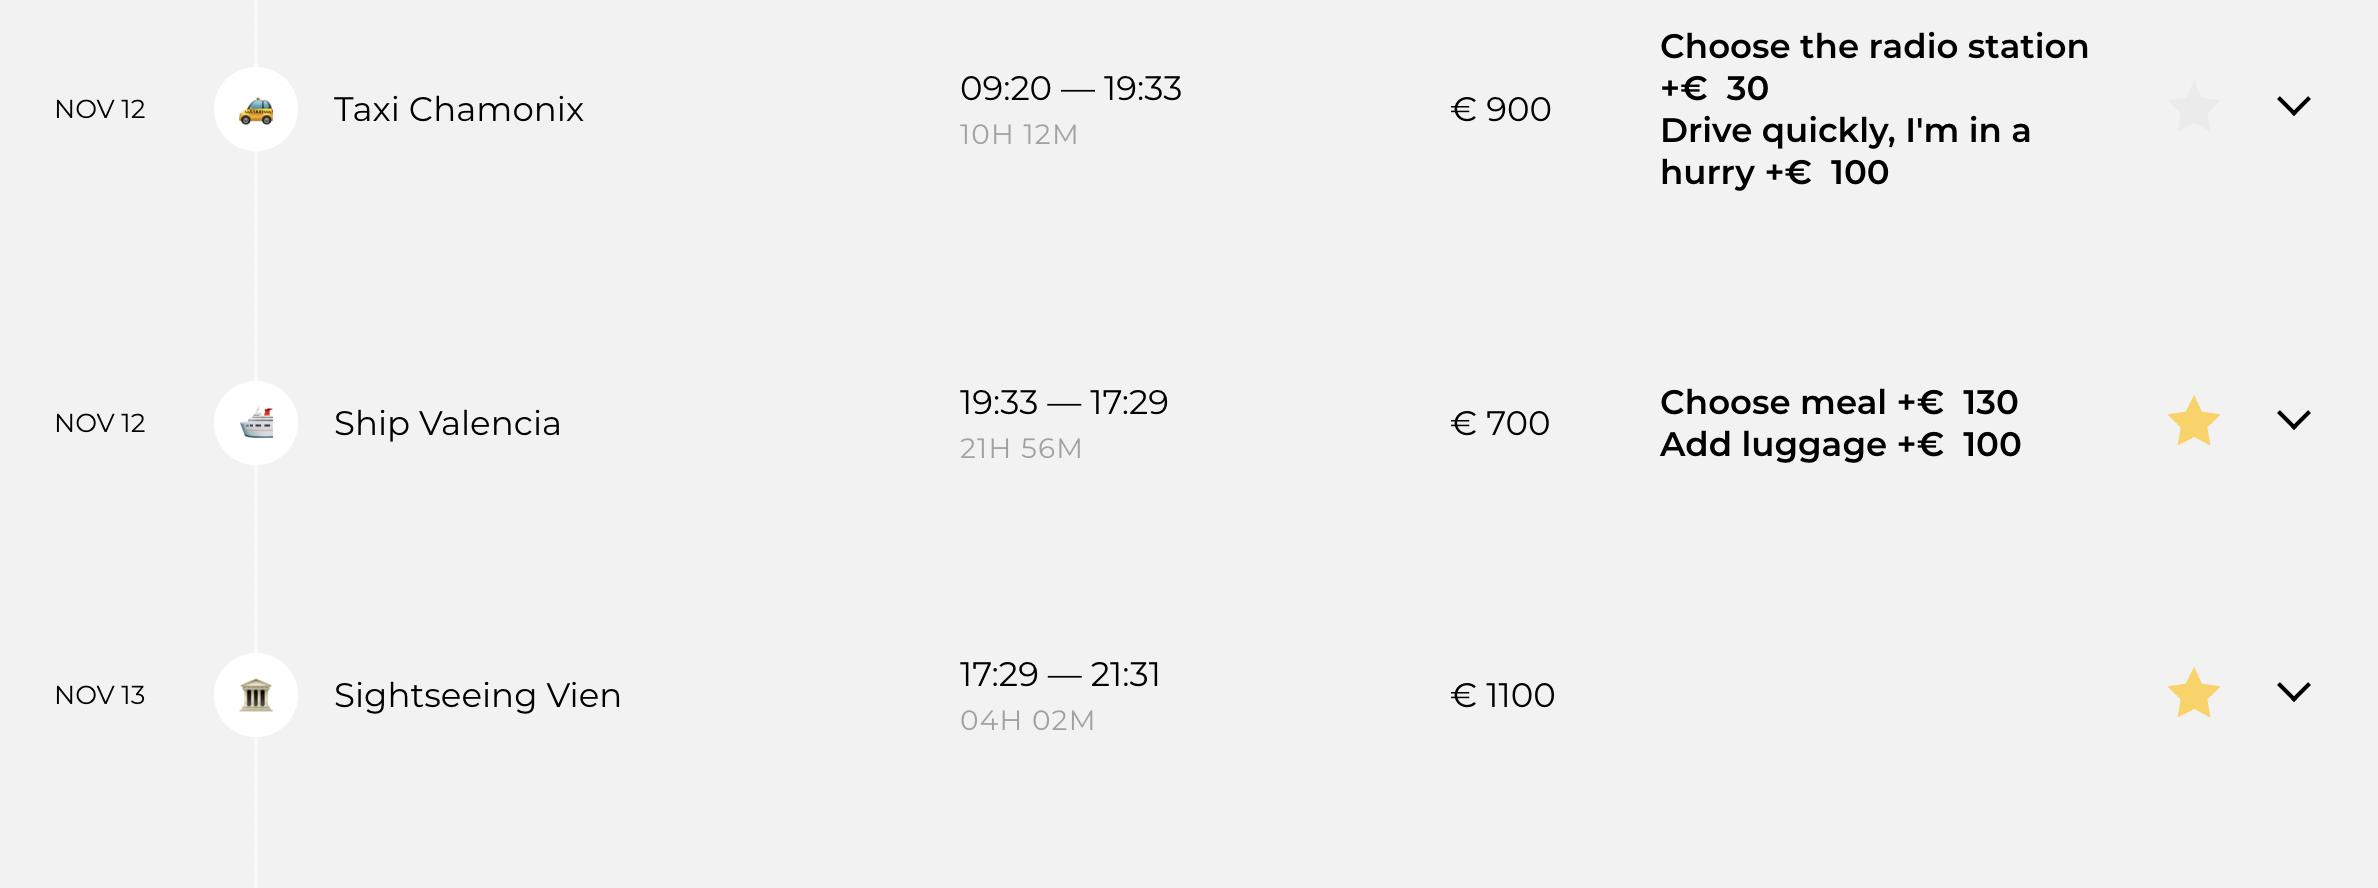 NOV 12
Taxi Chamonix
09:20 — 19:33
10H 12M
€ 900
Choose the radio station
+€ 30
Drive quickly, I'm in a
hurry +€ 100
NOV 12
Ship Valencia
19:33 — 17:29
21H 56M
€ 700
Choose meal +€ 130
Add luggage +€ 100
NOV 13
Sightseeing Vien
17:29 — 21:31
04H 02M
€ 1100